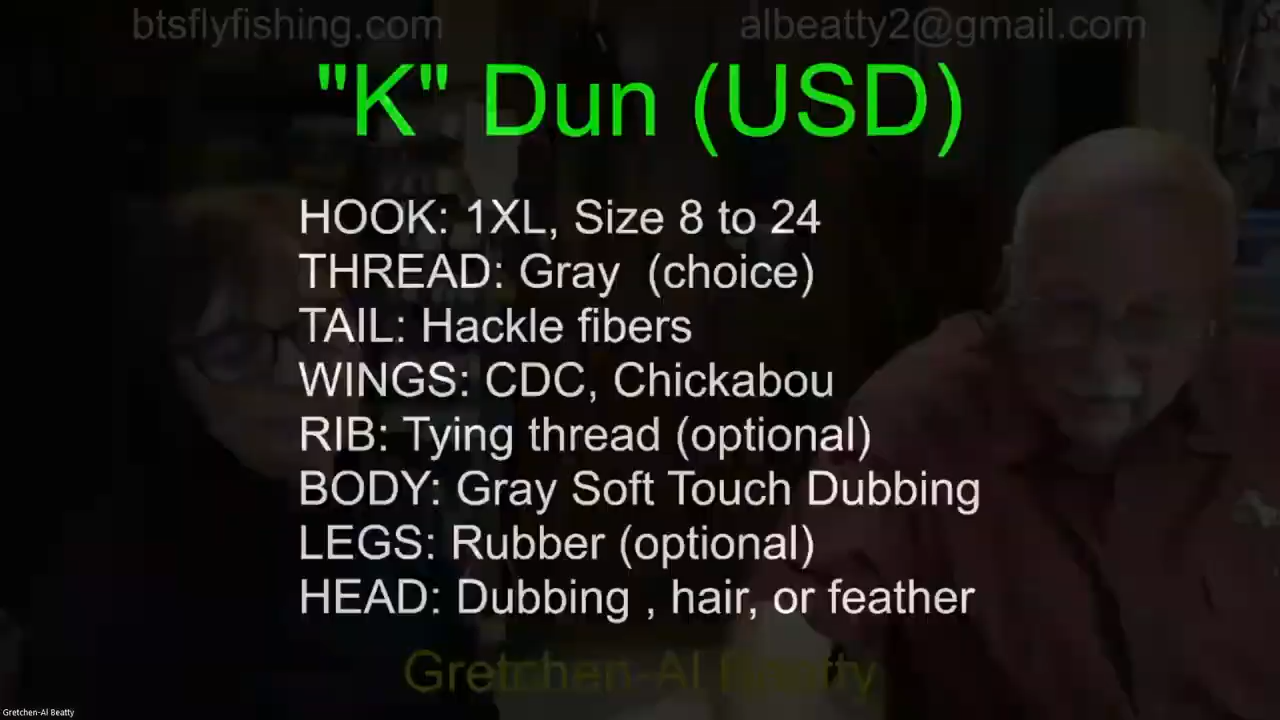 btsflyfishing.com albeatty2@gmail.com
"K" Dun (USD)
HOOK: 1XL, Size 8 to 24
THREAD: Gray (choice)
TAIL: Hackle fibers
WINGS: CDC, Chickabou
RIB: Tying thread (optional)
BODY: Gray Soft Touch Dubbing
LEGS: Rubber (optional)
HEAD: Dubbing , hair, or feather
Gretchen-Al Beatty
Gretchen-Al Beatty